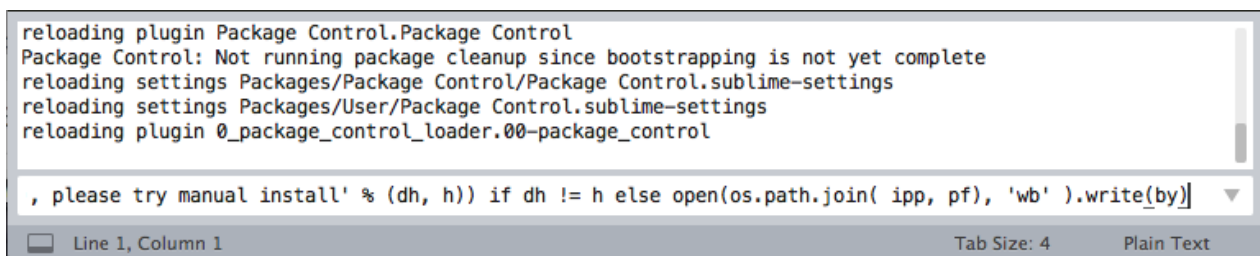 reloading plugin Package Control.Package Control
Package Control: Not running package cleanup since bootstrapping is not yet complete
reloading settings Packages/Package Control/Package Control.sublime-settings
reloading settings Packages/User/Package Control.sublime-settings
reloading plugin 0_package_control_loader.00-package_control
, please try manual install' % (dh, h)) if dh != h else open(os.path.join( ipp, pf), 'wb' ).write(by)
Line 1, Column 1 Tab Size: 4 Plain Text